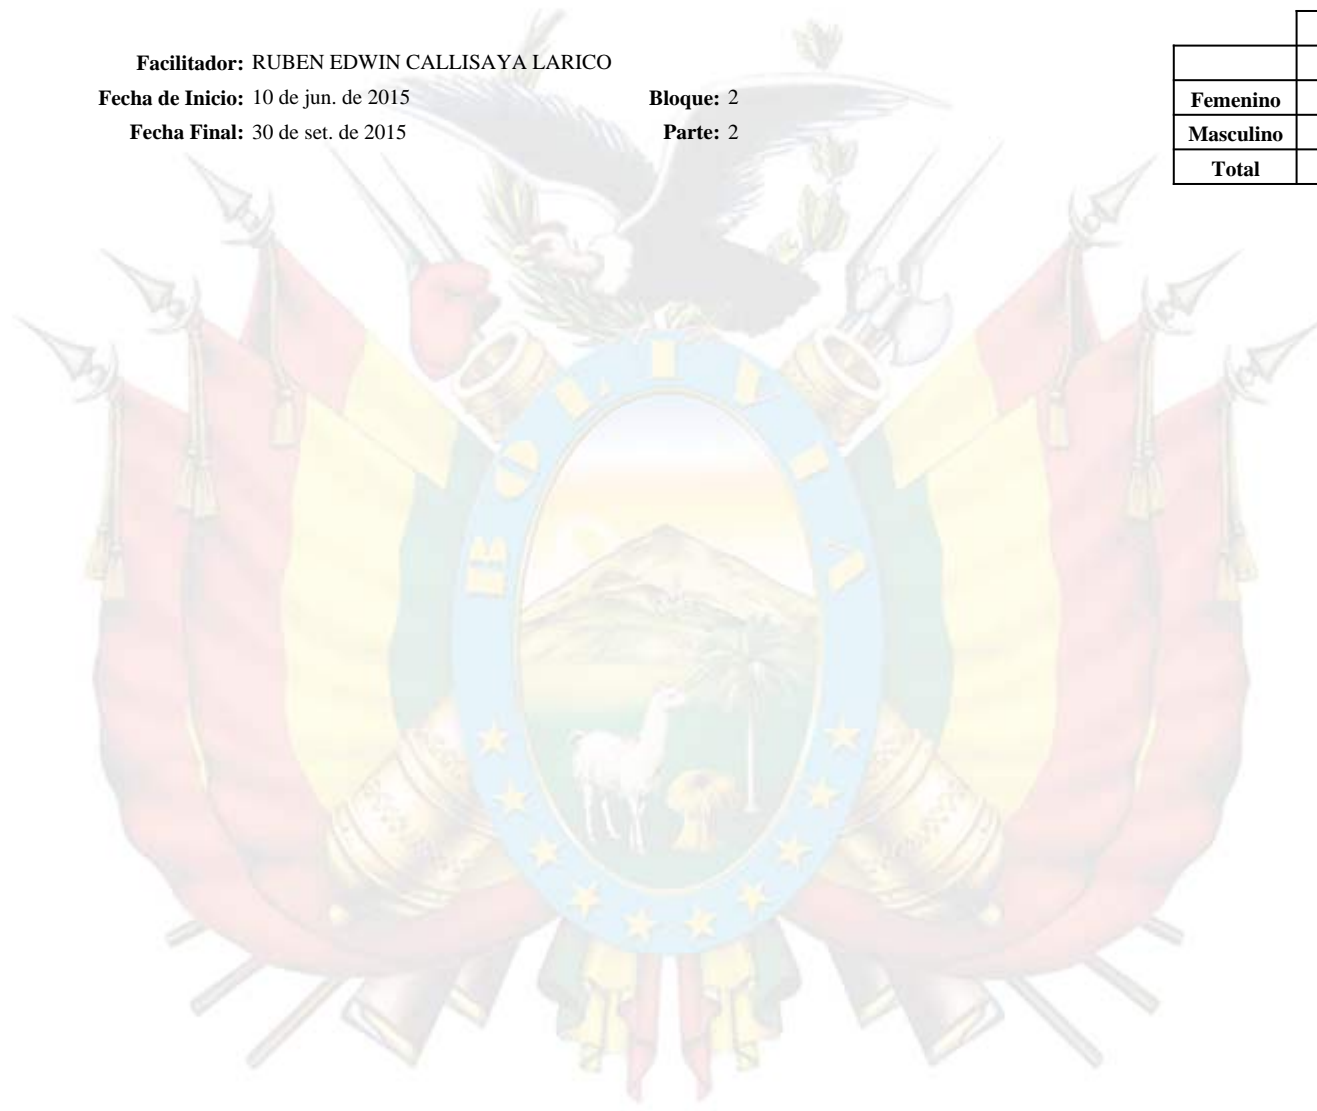 Facilitador: RUBEN EDWIN CALLISAYA LARICO
Fecha de Inicio: 10 de jun. de 2015 Bloque: 2
Fecha Final: 30 de set. de 2015 Parte: 2
Femenino
Masculino
Total
BOLIVIA